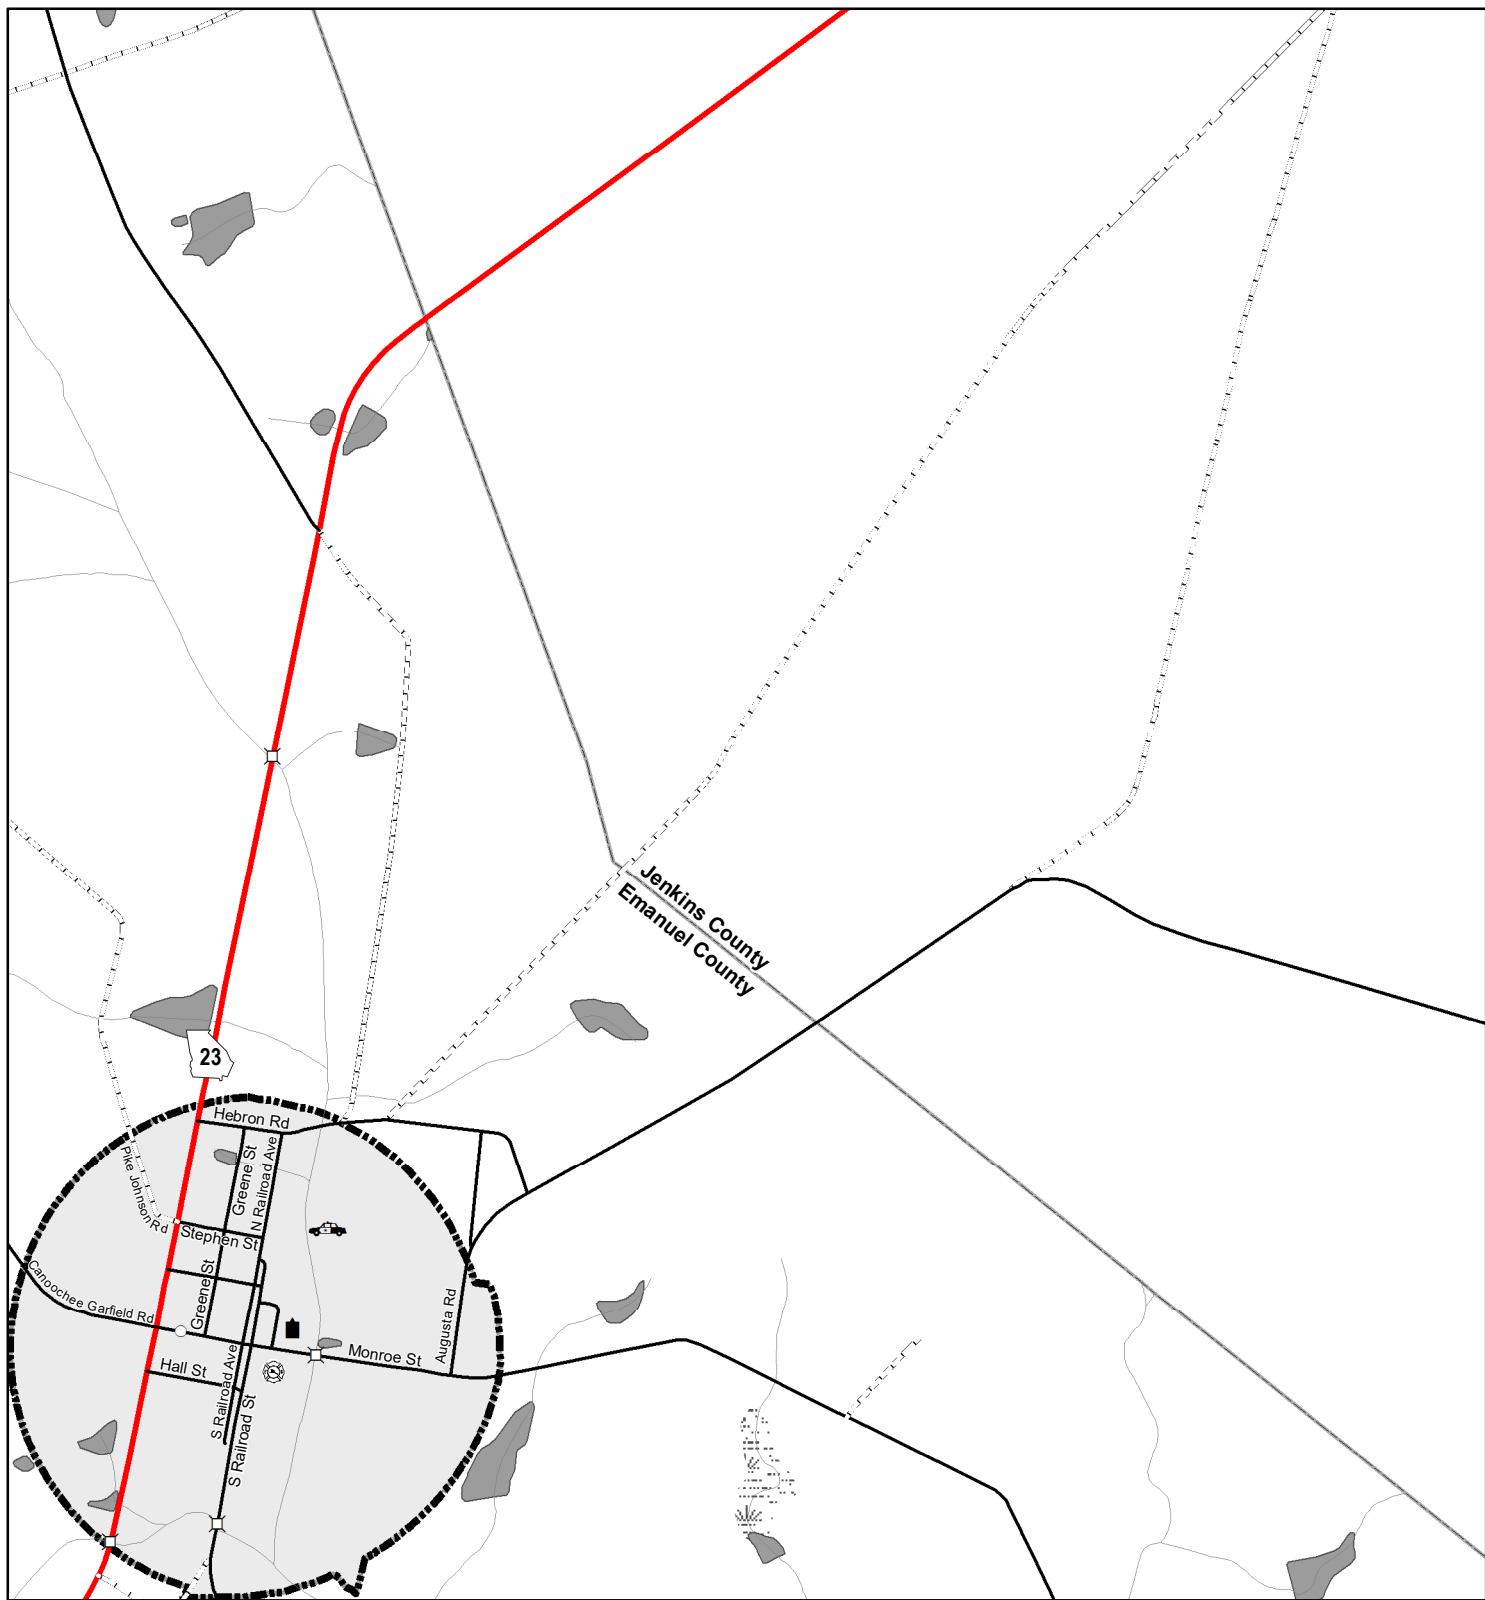 Jenkins County
Emanuel County
23
Hebron Rd
Greene St
N Railroad Ave
Pike Johnson Rd
Stephen St
Canoochee Garfield Rd
Greene St
Augusta Rd
Monroe St
Hall St
S Railroad Ave
S Railroad St